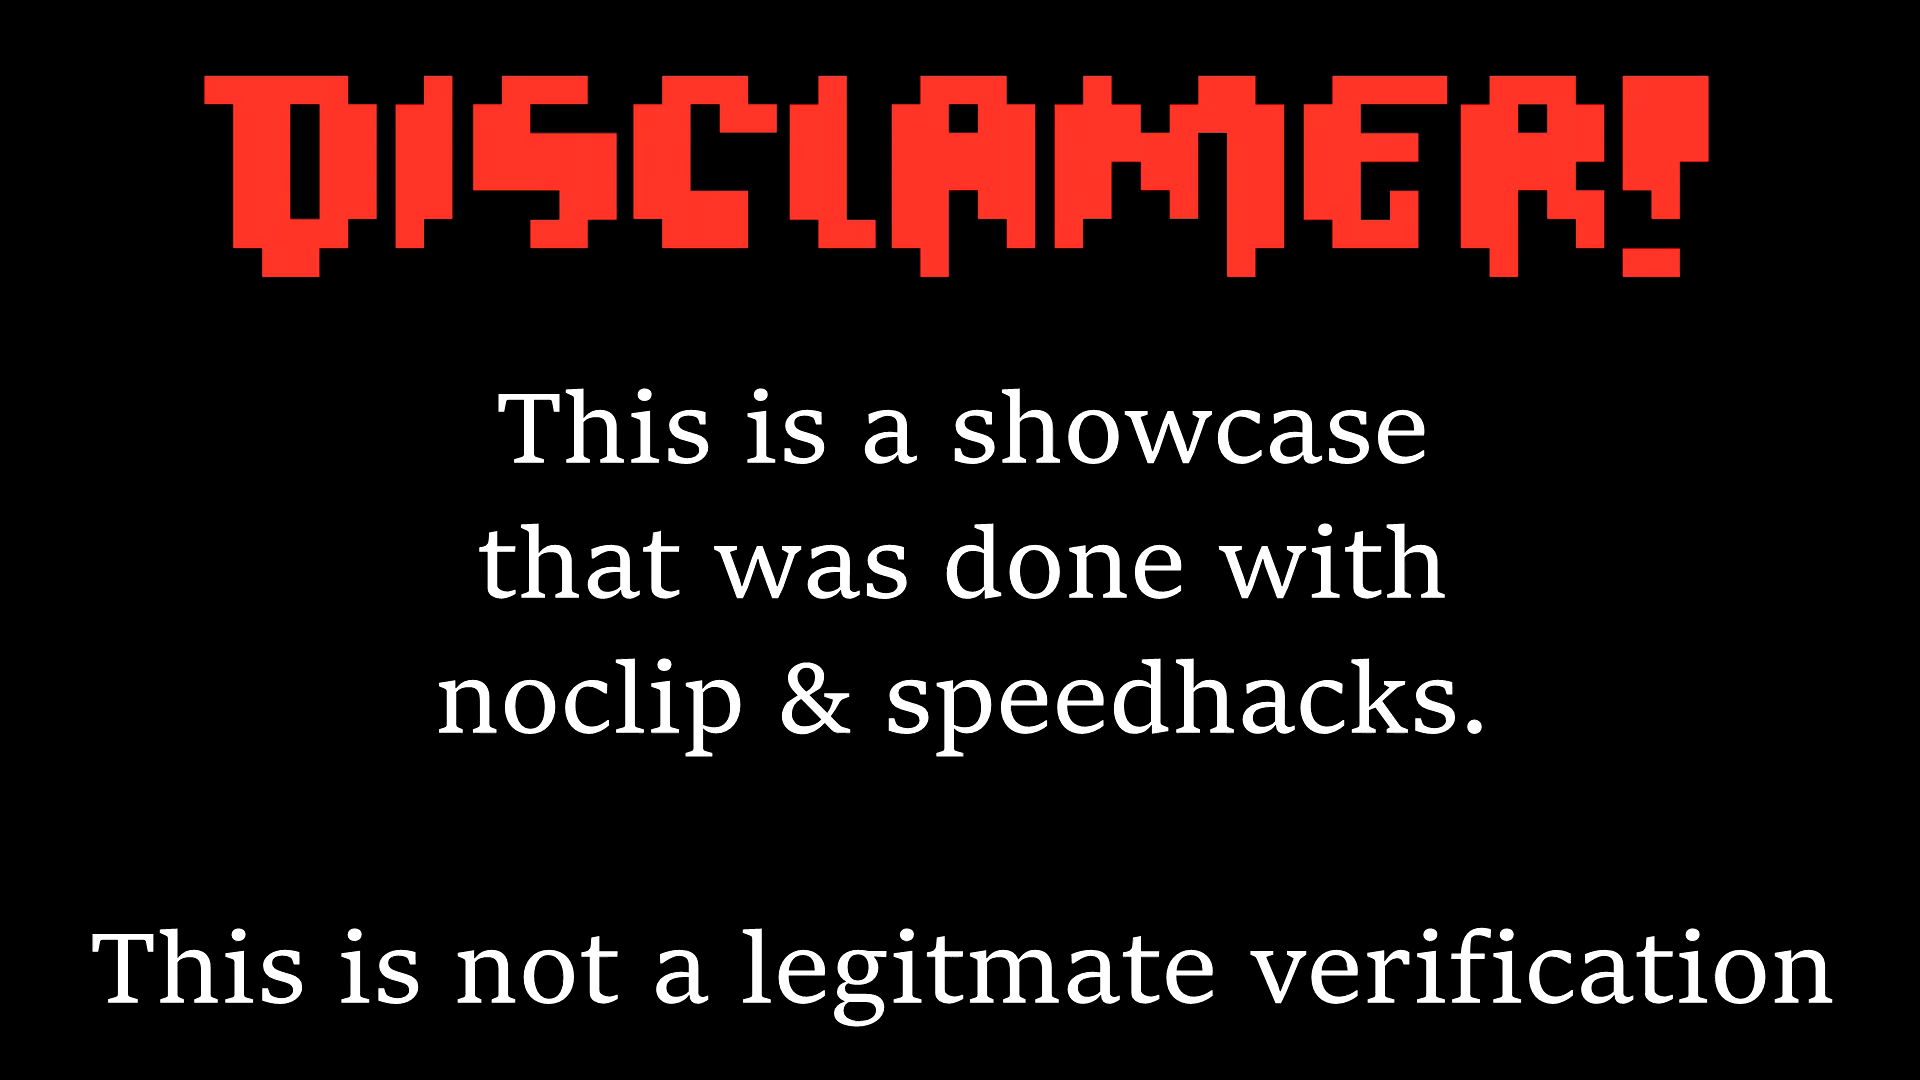 DISCLAMER!
This is a showcase
that was done with
noclip & speedhacks.
This is not a legitmate verification